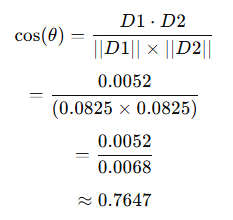 cos(θ) = D1 · D2 / ||D1|| × ||D2||
= 0.0052 / (0.0825 × 0.0825)
= 0.0052 / 0.0068
≈ 0.7647